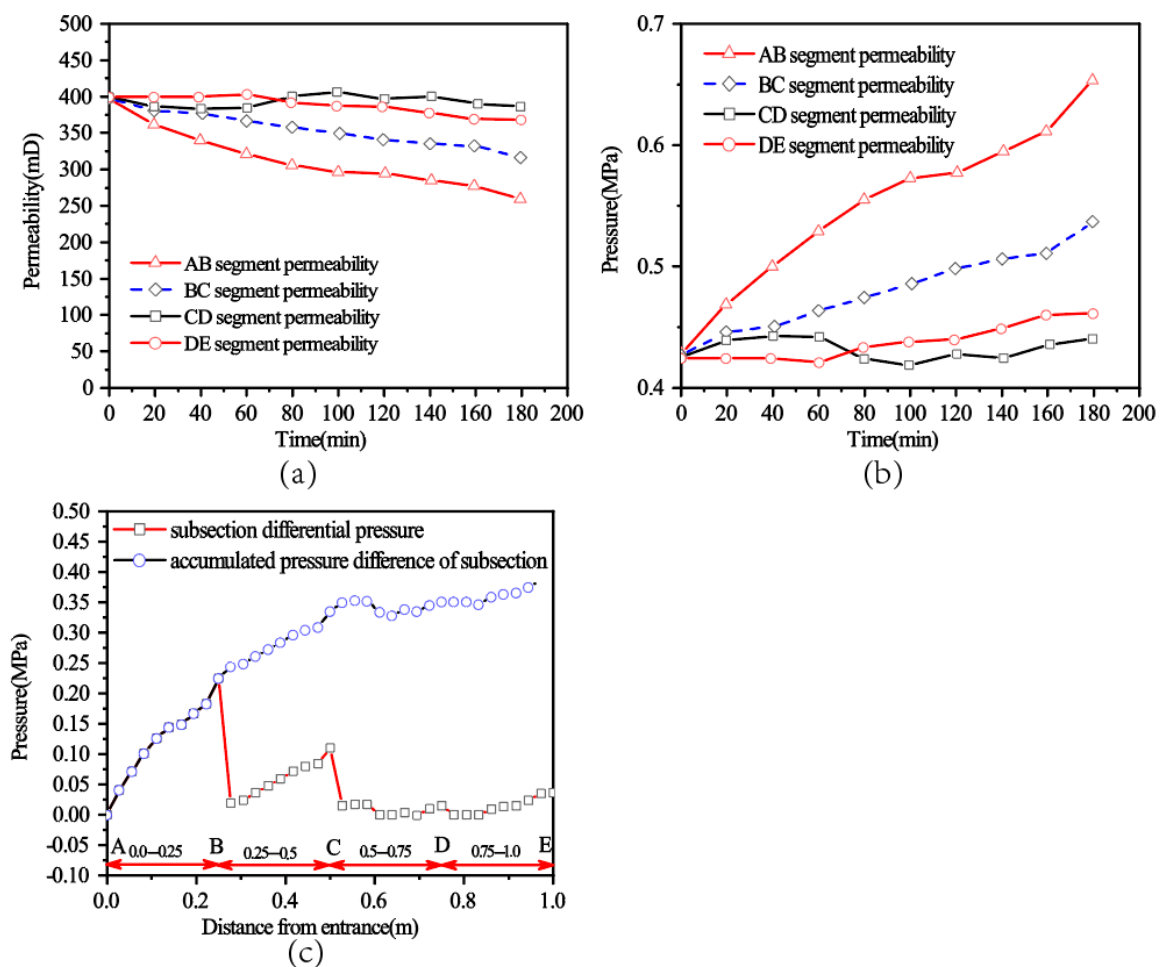 500
450
400
350
300
250
200
150
100
50
0
Permeability(mD)
AB segment permeability
BC segment permeability
CD segment permeability
DE segment permeability
0 20 40 60 80 100 120 140 160 180 200
Time(min)
(a)
0.7
0.6
0.5
0.4
Pressure(MPa)
AB segment permeability
BC segment permeability
CD segment permeability
DE segment permeability
0 20 40 60 80 100 120 140 160 180 200
Time(min)
(b)
0.50
0.45
0.40
0.35
0.30
0.25
0.20
0.15
0.10
0.05
0.00
-0.05
-0.10
Pressure(MPa)
subsection differential pressure
accumulated pressure difference of subsection
A 0.0—0.25 B 0.25—0.5 C 0.5—0.75 D 0.75—1.0 E
0.0 0.2 0.4 0.6 0.8 1.0
Distance from entrance(m)
(c)